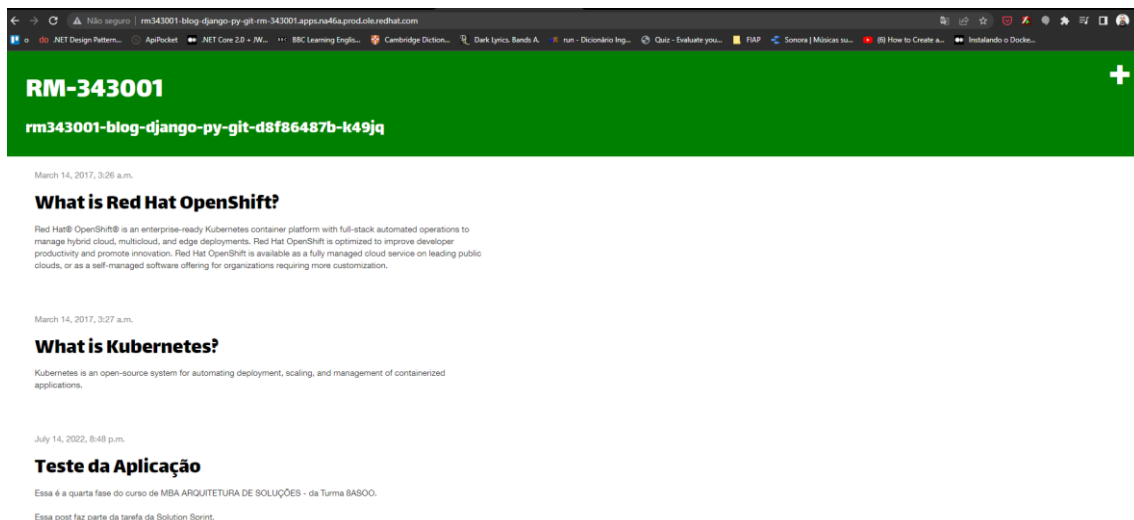 Não seguro | rm343001-blog-django-py-git-rm-343001.apps.na46a.prod.ole.redhat.com
o do .NET Design Pattern... ApiPocket .NET Core 2.0 + JW... BBC Learning Englis... Cambridge Diction... Dark Lyrics. Bands A. run - Dicionário Ing... Quiz - Evaluate you... FIAP Sonora | Músicas su... (6) How to Create a... Instalando o Docke...
RM-343001
rm343001-blog-django-py-git-d8f86487b-k49jq
March 14, 2017, 3:26 a.m.
What is Red Hat OpenShift?
Red Hat® OpenShift® is an enterprise-ready Kubernetes container platform with full-stack automated operations to
manage hybrid cloud, multicloud, and edge deployments. Red Hat OpenShift is optimized to improve developer
productivity and promote innovation. Red Hat OpenShift is available as a fully managed cloud service on leading public
clouds, or as a self-managed software offering for organizations requiring more customization.
March 14, 2017, 3:27 a.m.
What is Kubernetes?
Kubernetes is an open-source system for automating deployment, scaling, and management of containerized
applications.
July 14, 2022, 8:48 p.m.
Teste da Aplicação
Essa é a quarta fase do curso de MBA ARQUITETURA DE SOLUÇÕES - da Turma 8ASOO.
Essa post faz parte da tarefa da Solution Sprint.